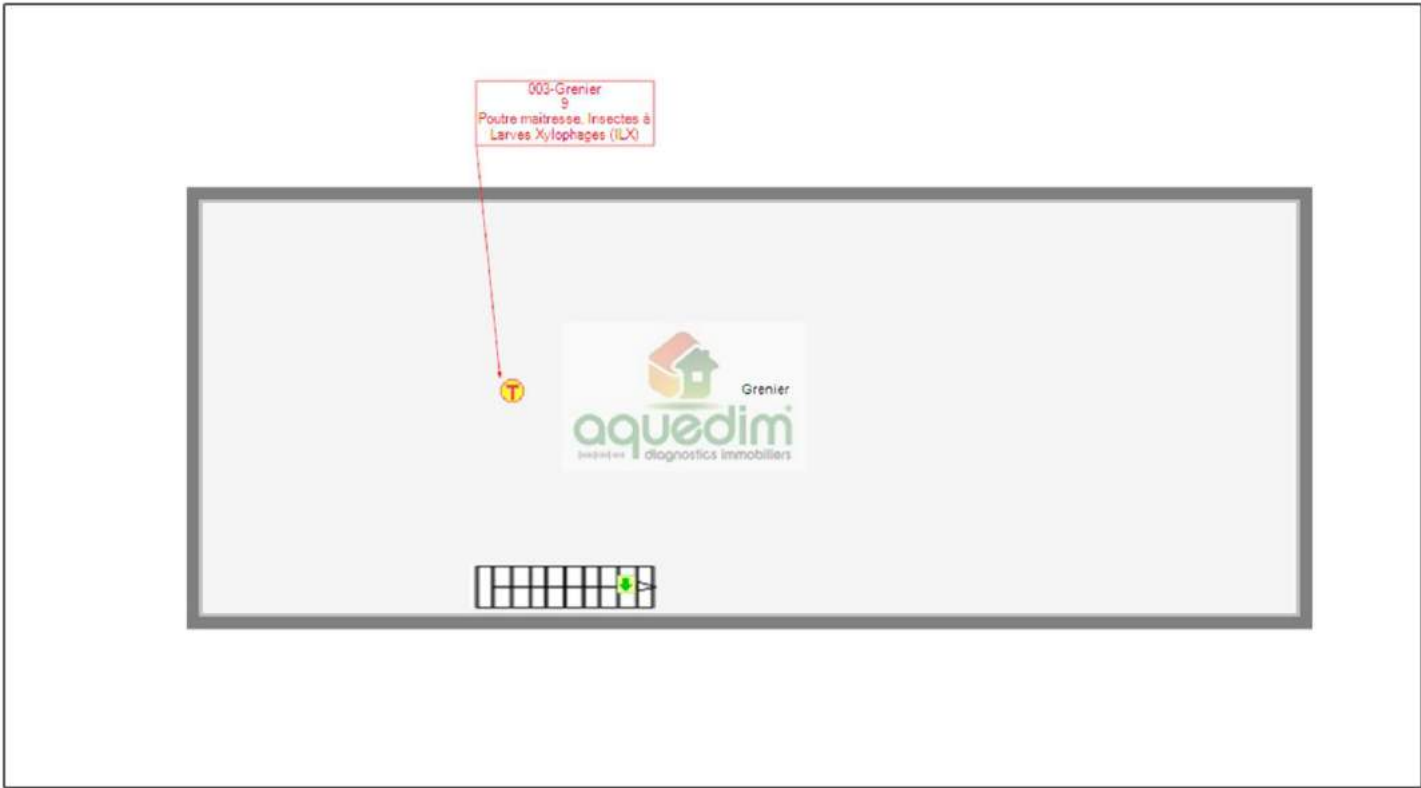 003-Grenier
9
Poutre maitresse, Insectes à
Larves Xylophages (ILX)
T
Grenier
aquedim
diagnostics immobiliers